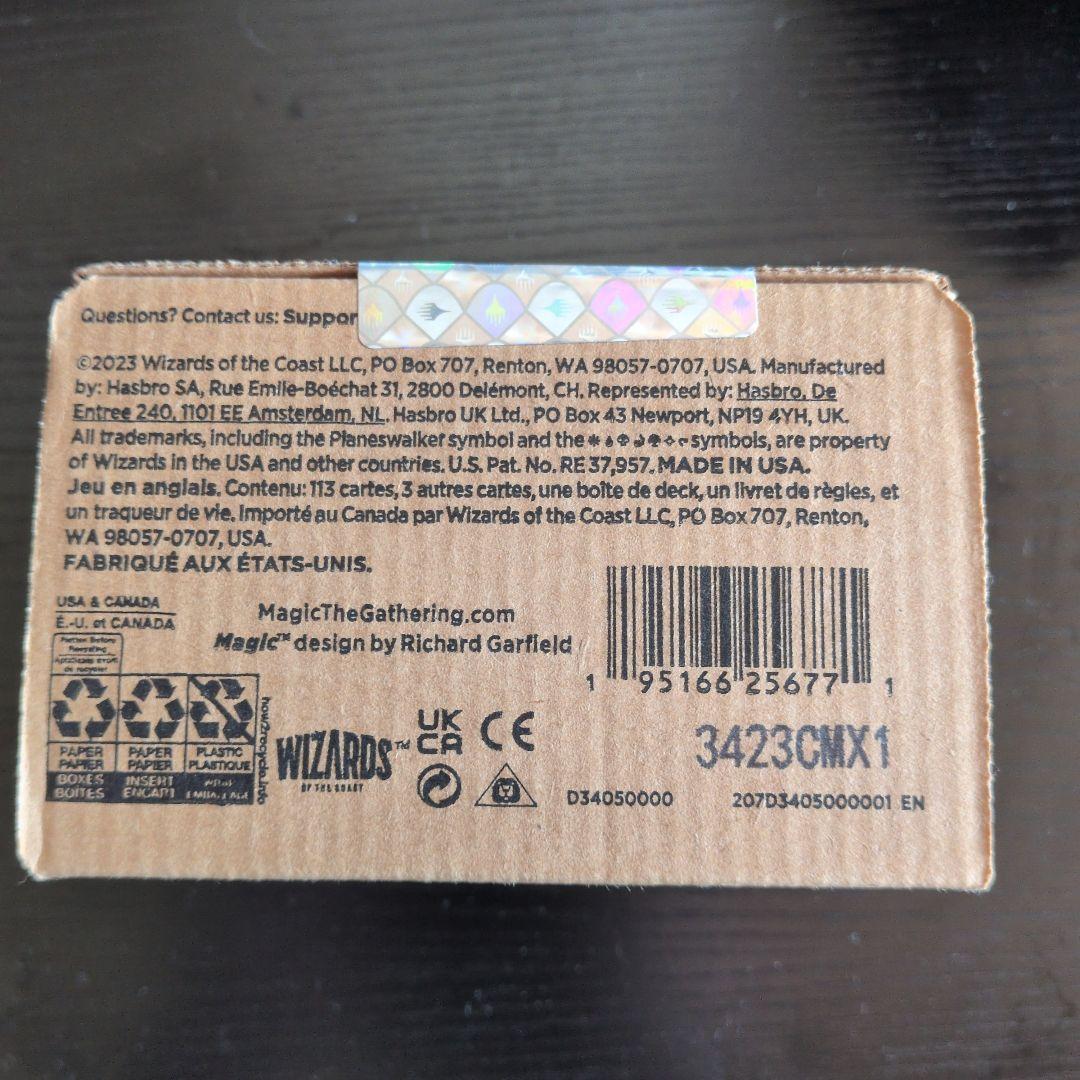 Questions? Contact us: Suppor
©2023 Wizards of the Coast LLC, PO Box 707, Renton, WA 98057-0707, USA. Manufactured
by: Hasbro SA, Rue Emile-Boéchat 31, 2800 Delémont, CH. Represented by: Hasbro, De
Entree 240, 1101 EE Amsterdam, NL. Hasbro UK Ltd., PO Box 43 Newport, NP19 4YH, UK.
All trademarks, including the Planeswalker symbol and the symbols, are property
of Wizards in the USA and other countries. U.S. Pat. No. RE 37,957. MADE IN USA.
Jeu en anglais. Contenu: 113 cartes, 3 autres cartes, une boîte de deck, un livret de règles, et
un traqueur de vie. Importé au Canada par Wizards of the Coast LLC, PO Box 707, Renton,
WA 98057-0707, USA.
FABRIQUÉ AUX ÉTATS-UNIS.
USA & CANADA
É.-U. et CANADA
MagicTheGathering.com
Magic™ design by Richard Garfield
1 95166 25677 1
how2recycle.info
PAPER PAPER PLASTIC
PAPIER PAPIER PLASTIQUE
BOXES INSERT WRAP
BOÎTES ENCART EMBALLAGE
WIZARDS™
OF THE COAST
UK
CA CE
3423CMX1
D34050000
207D3405000001 EN